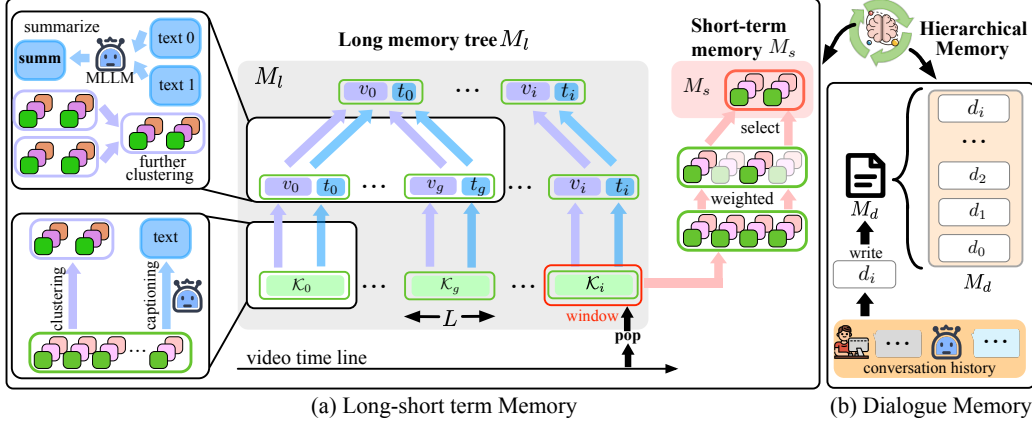 summarize
summ
MLLM
text 0
text 1
further
clustering
Long memory tree M_l
M_l
v_0 t_0 ... v_i t_i
v_0 t_0 ... v_g t_g ... v_i t_i
K_0 ... K_g ... K_i
L
window
pop
video time line
text
clustering
captioning
...
Short-term
memory M_s
M_s
select
weighted
(a) Long-short term Memory
Hierarchical
Memory
d_i
...
d_2
d_1
d_0
M_d
M_d
write
d_i
... ...
conversation history
(b) Dialogue Memory